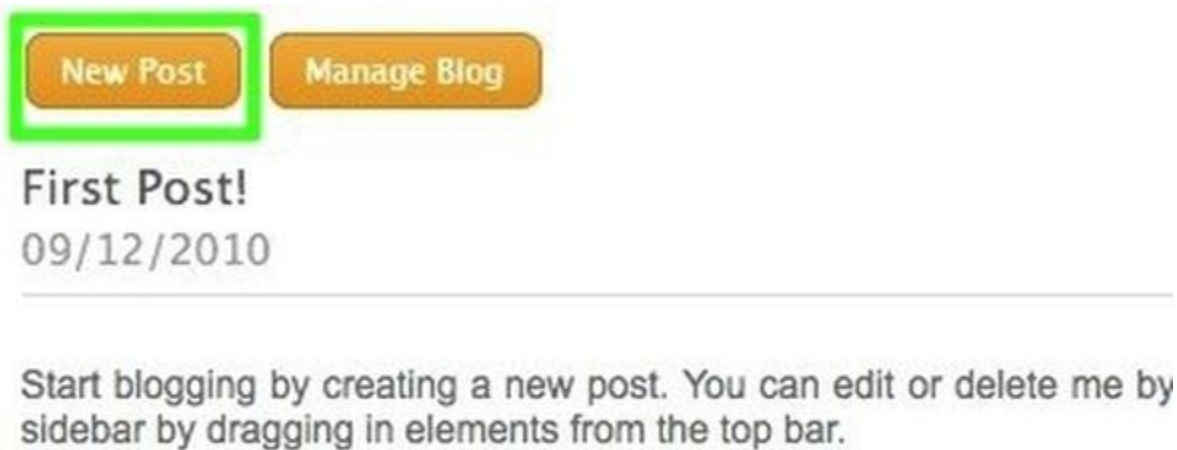 New Post Manage Blog
First Post!
09/12/2010
Start blogging by creating a new post. You can edit or delete me by
sidebar by dragging in elements from the top bar.